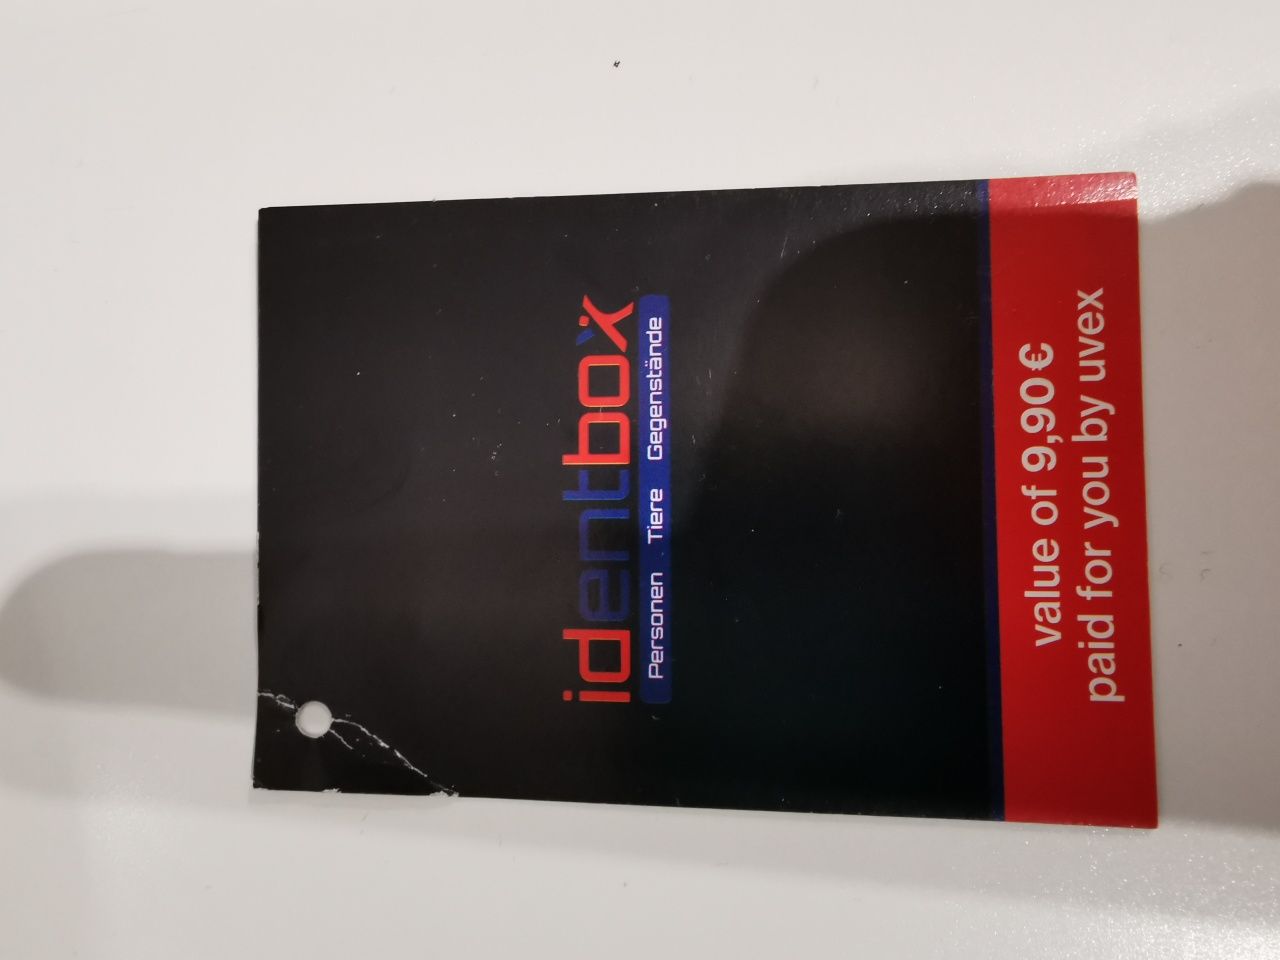 identbox
Personen Tiere Gegenstände
value of 9,90 €
paid for you by uvex